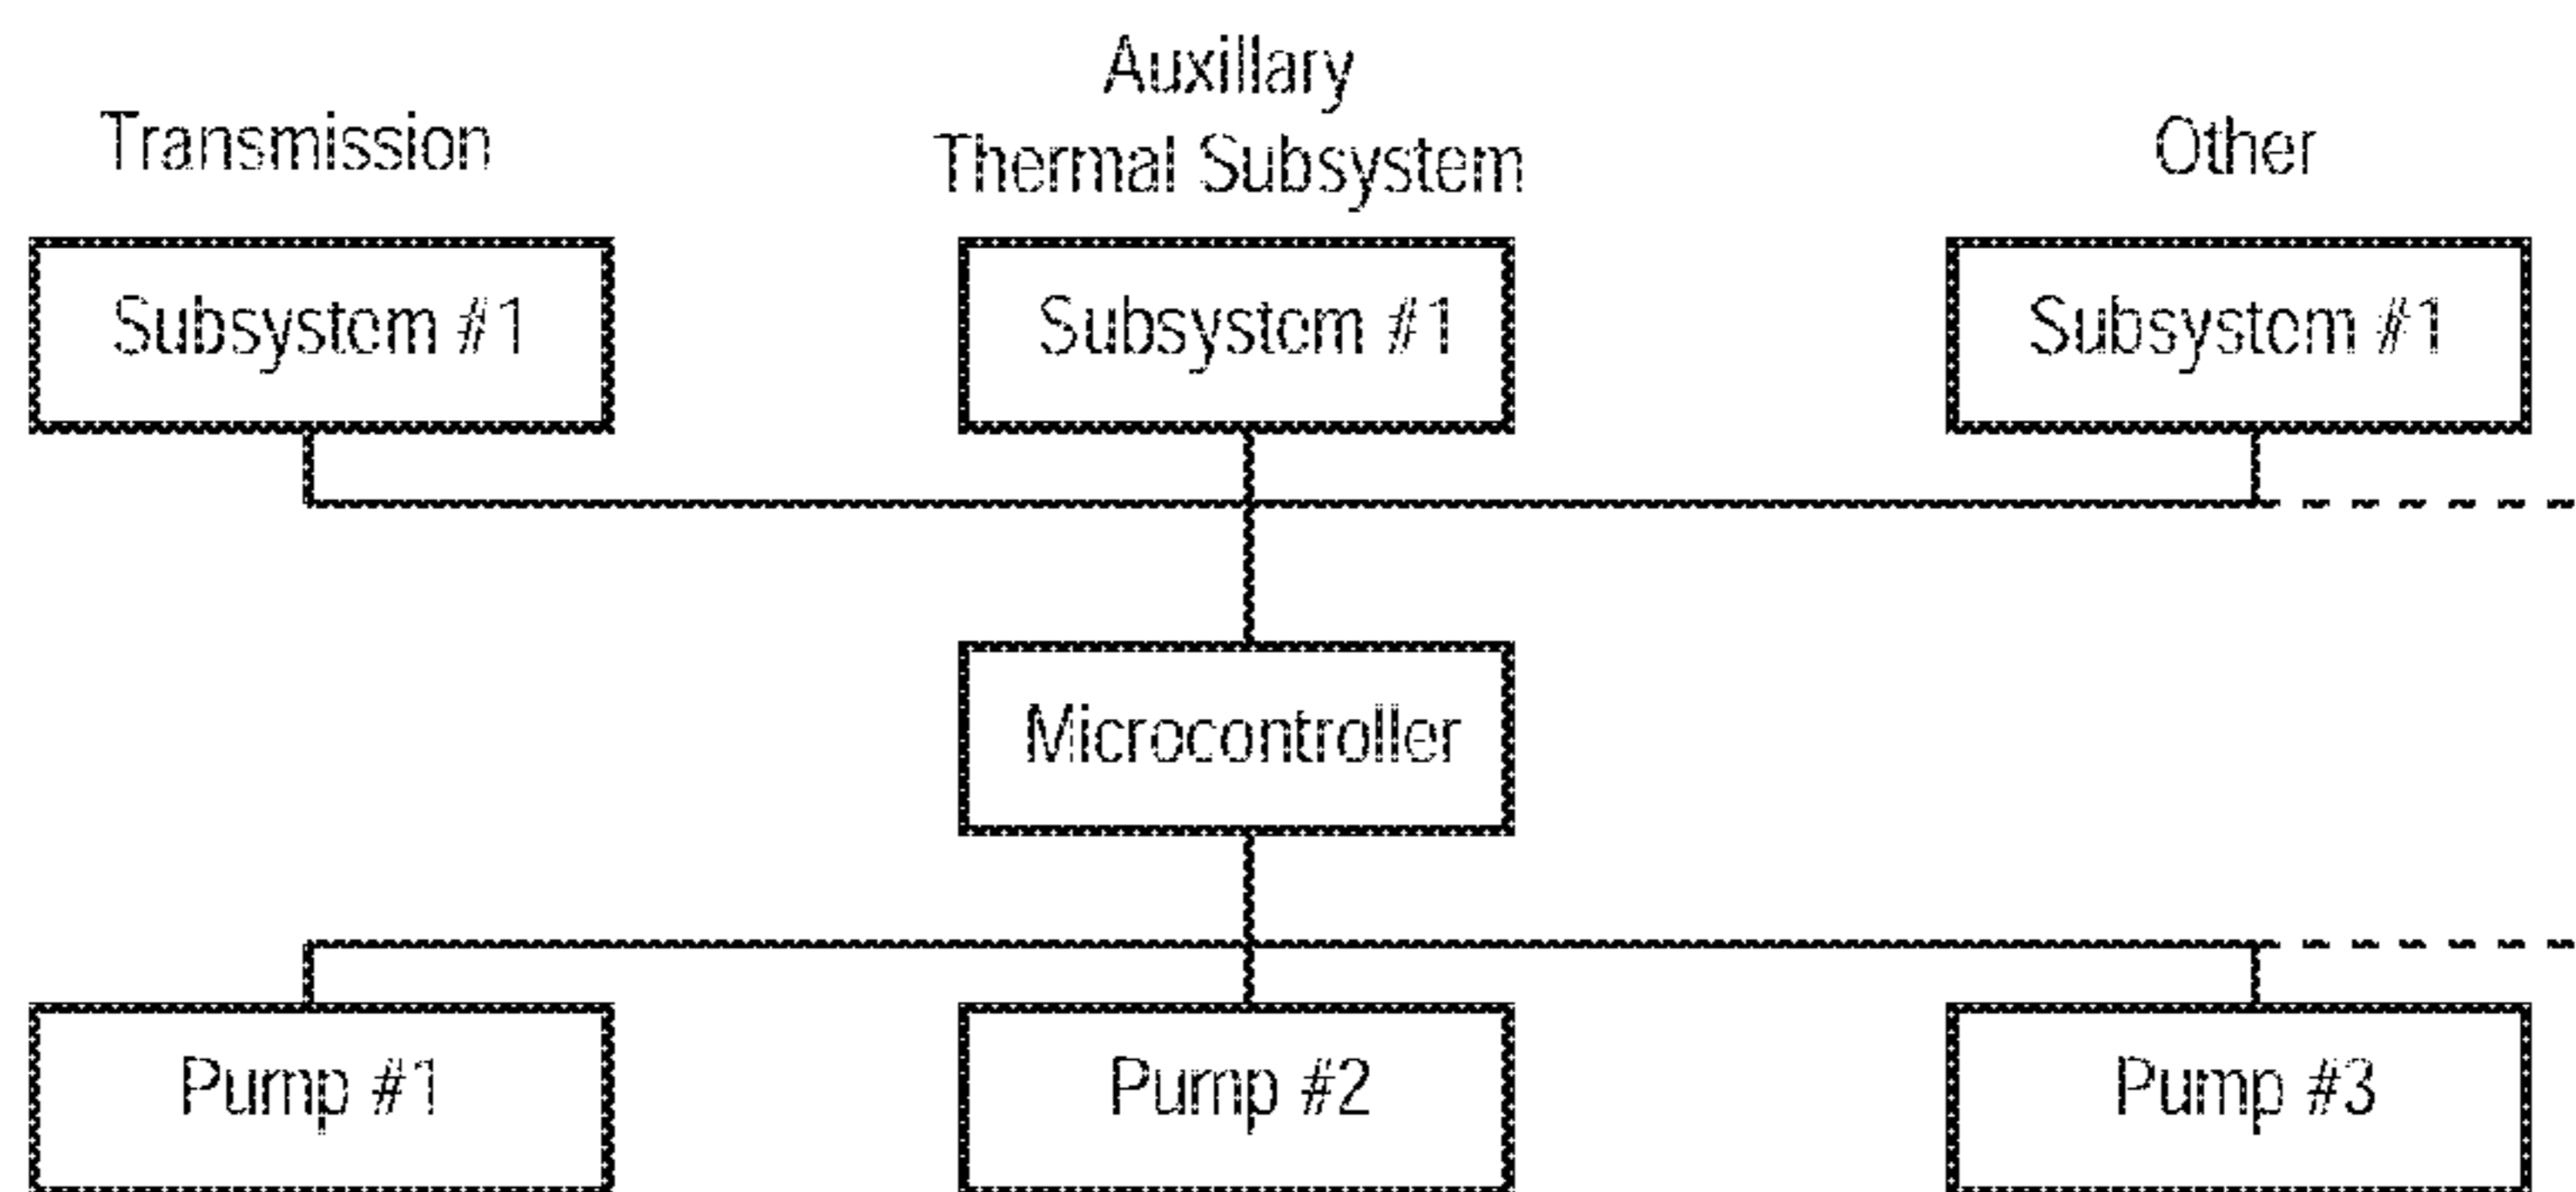 Transmission
Auxillary
Thermal Subsystem
Other
Subsystem #1
Subsystem #1
Subsystem #1
Microcontroller
Pump #1
Pump #2
Pump #3